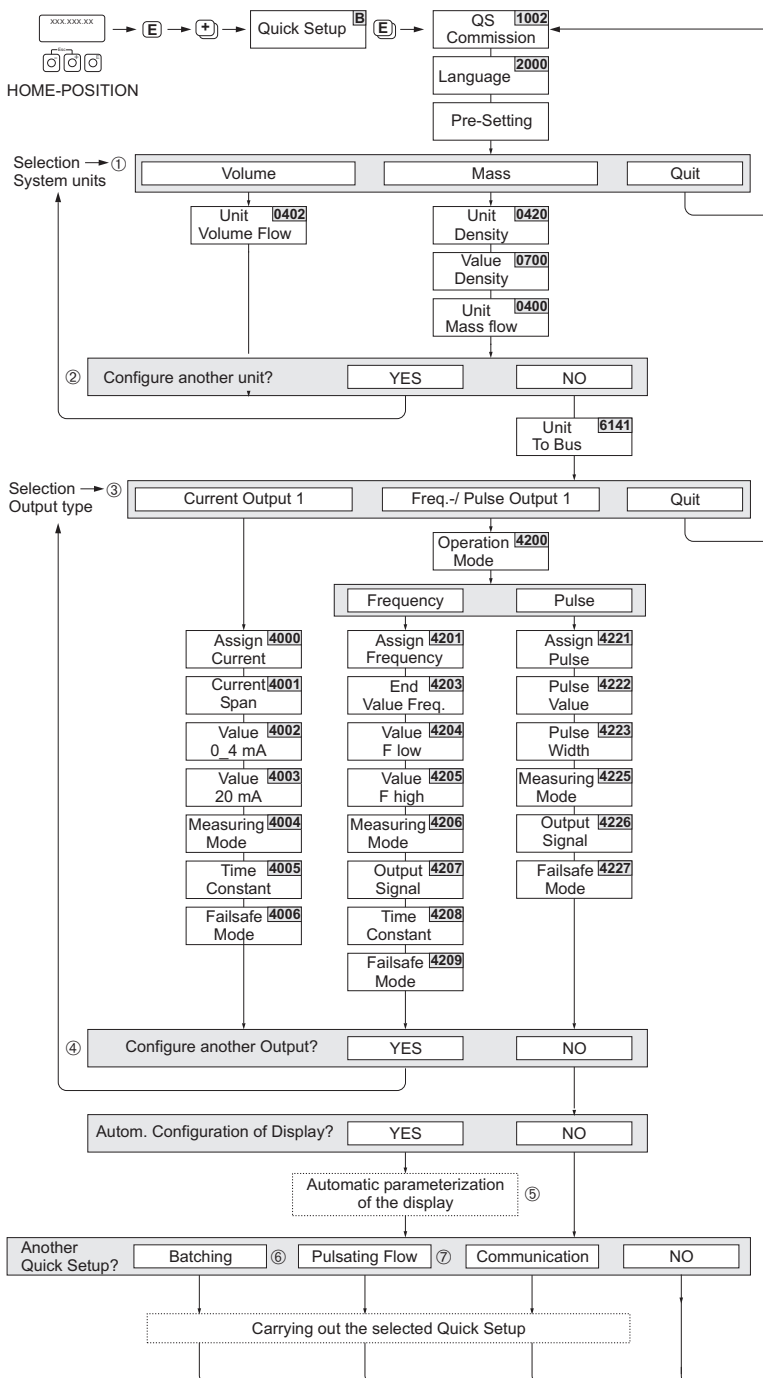 xxx.xxx.xx
Esc
- + E
HOME-POSITION
E
+
Quick Setup B
E
QS 1002
Commission
Language 2000
Pre-Setting
Selection ①
System units
Volume
Mass
Quit
Unit 0402
Volume Flow
Unit 0420
Density
Value 0700
Density
Unit 0400
Mass flow
② Configure another unit? YES NO
Unit 6141
To Bus
Selection ③
Output type
Current Output 1
Freq.-/ Pulse Output 1
Quit
Operation 4200
Mode
Frequency
Pulse
Assign 4000
Current
Current 4001
Span
Value 4002
0_4 mA
Value 4003
20 mA
Measuring 4004
Mode
Time 4005
Constant
Failsafe 4006
Mode
Assign 4201
Frequency
End 4203
Value Freq.
Value 4204
F low
Value 4205
F high
Measuring 4206
Mode
Output 4207
Signal
Time 4208
Constant
Failsafe 4209
Mode
Assign 4221
Pulse
Pulse 4222
Value
Pulse 4223
Width
Measuring 4225
Mode
Output 4226
Signal
Failsafe 4227
Mode
④ Configure another Output? YES NO
Autom. Configuration of Display? YES NO
Automatic parameterization
of the display
⑤
Another
Quick Setup?
Batching ⑥ Pulsating Flow ⑦ Communication NO
Carrying out the selected Quick Setup